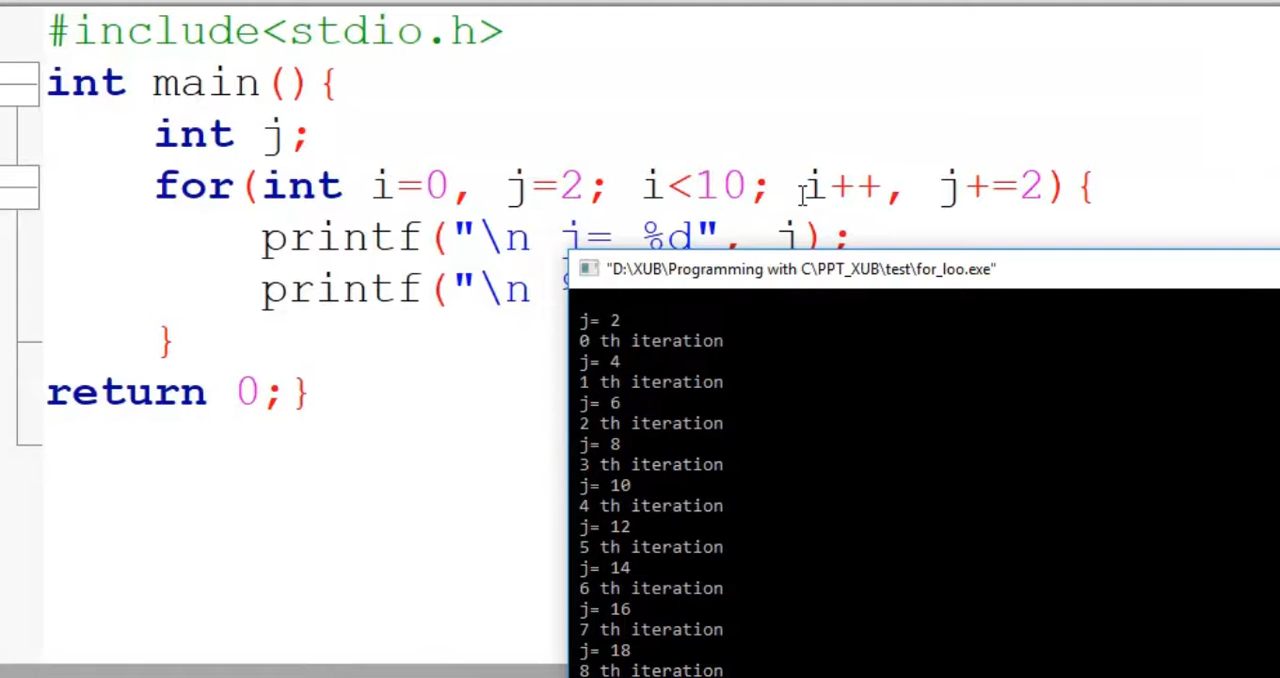 #include<stdio.h>
int main(){
int j;
for(int i=0, j=2; i<10; i++, j+=2){
printf("\n j= %d", j);
printf("\n
}
return 0;}
"D:\XUB\Programming with C\PPT_XUB\test\for_loo.exe"
j= 2
0 th iteration
j= 4
1 th iteration
j= 6
2 th iteration
j= 8
3 th iteration
j= 10
4 th iteration
j= 12
5 th iteration
j= 14
6 th iteration
j= 16
7 th iteration
j= 18
8 th iteration